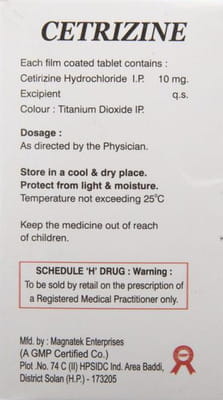 CETRIZINE
Each film coated tablet contains :
Cetirizine Hydrochloride I.P. 10 mg.
Excipient q.s.
Colour : Titanium Dioxide IP.
Dosage :
As directed by the Physician.
Store in a cool & dry place.
Protect from light & moisture.
Temperature not exceeding 25°C
Keep the medicine out of reach
of children.
SCHEDULE 'H' DRUG : Warning :
To be sold by retail on the prescription of
a Registered Medical Practitioner only.
Mfd. by : Magnatek Enterprises
(A GMP Certified Co.)
Plot .No. 74 C (II) HPSIDC Ind. Area Baddi,
District Solan (H.P.) - 173205